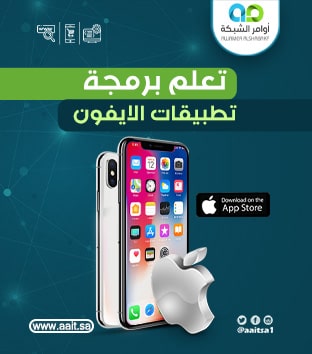 أوامر الشبكة
AWAMER ALSHABAKA
تعلم برمجة
تطبيقات الايفون
Download on the
App Store
www.aait.sa
@aaitsa1